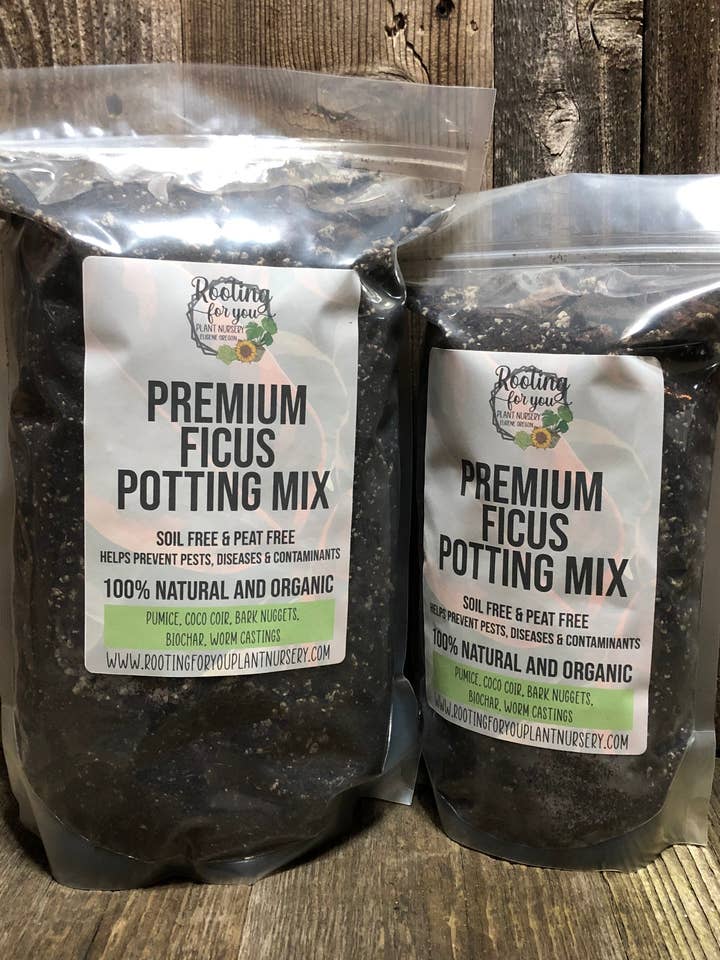 Rooting
for you
PLANT NURSERY
EUGENE OREGON
PREMIUM
FICUS
POTTING MIX
SOIL FREE & PEAT FREE
HELPS PREVENT PESTS, DISEASES & CONTAMINANTS
100% NATURAL AND ORGANIC
PUMICE, COCO COIR, BARK NUGGETS,
BIOCHAR, WORM CASTINGS
WWW.ROOTINGFORYOUPLANTNURSERY.COM
Rooting
for you
PLANT NURSERY
EUGENE OREGON
PREMIUM
FICUS
POTTING MIX
SOIL FREE & PEAT FREE
HELPS PREVENT PESTS, DISEASES & CONTAMINANTS
100% NATURAL AND ORGANIC
PUMICE, COCO COIR, BARK NUGGETS,
BIOCHAR, WORM CASTINGS
WWW.ROOTINGFORYOUPLANTNURSERY.COM